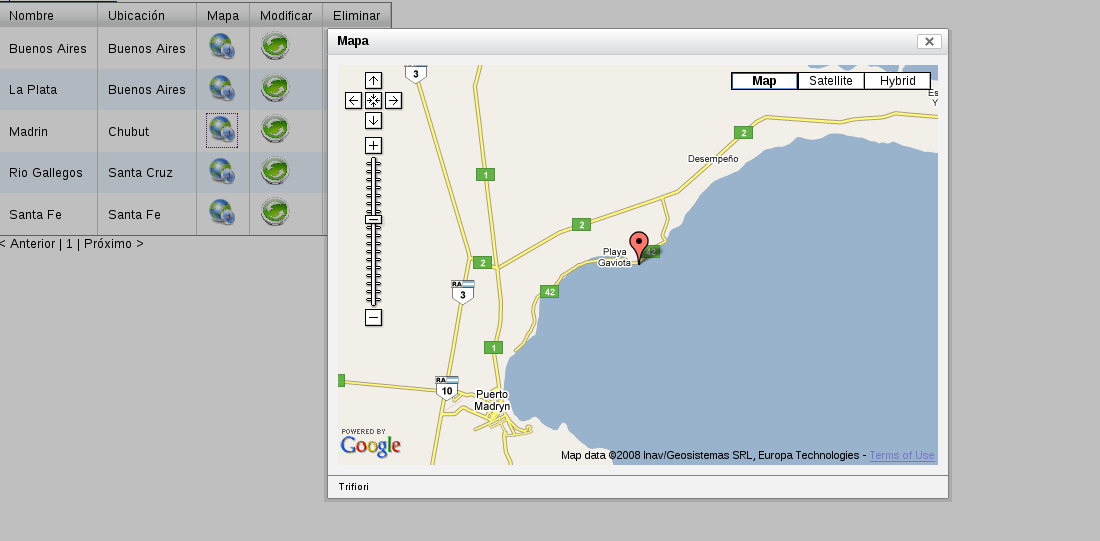 Nombre Ubicación Mapa Modificar Eliminar
Buenos Aires Buenos Aires
La Plata Buenos Aires
Madrin Chubut
Rio Gallegos Santa Cruz
Santa Fe Santa Fe
< Anterior | 1 | Próximo >
Mapa
Map Satellite Hybrid
3
Es
Y
2
Desempeño
1
2
Playa
Gaviota
42
2
RA
3
42
1
RA
10
Puerto
Madryn
POWERED BY
Google
Map data ©2008 Inav/Geosistemas SRL, Europa Technologies - Terms of Use
Trifiori